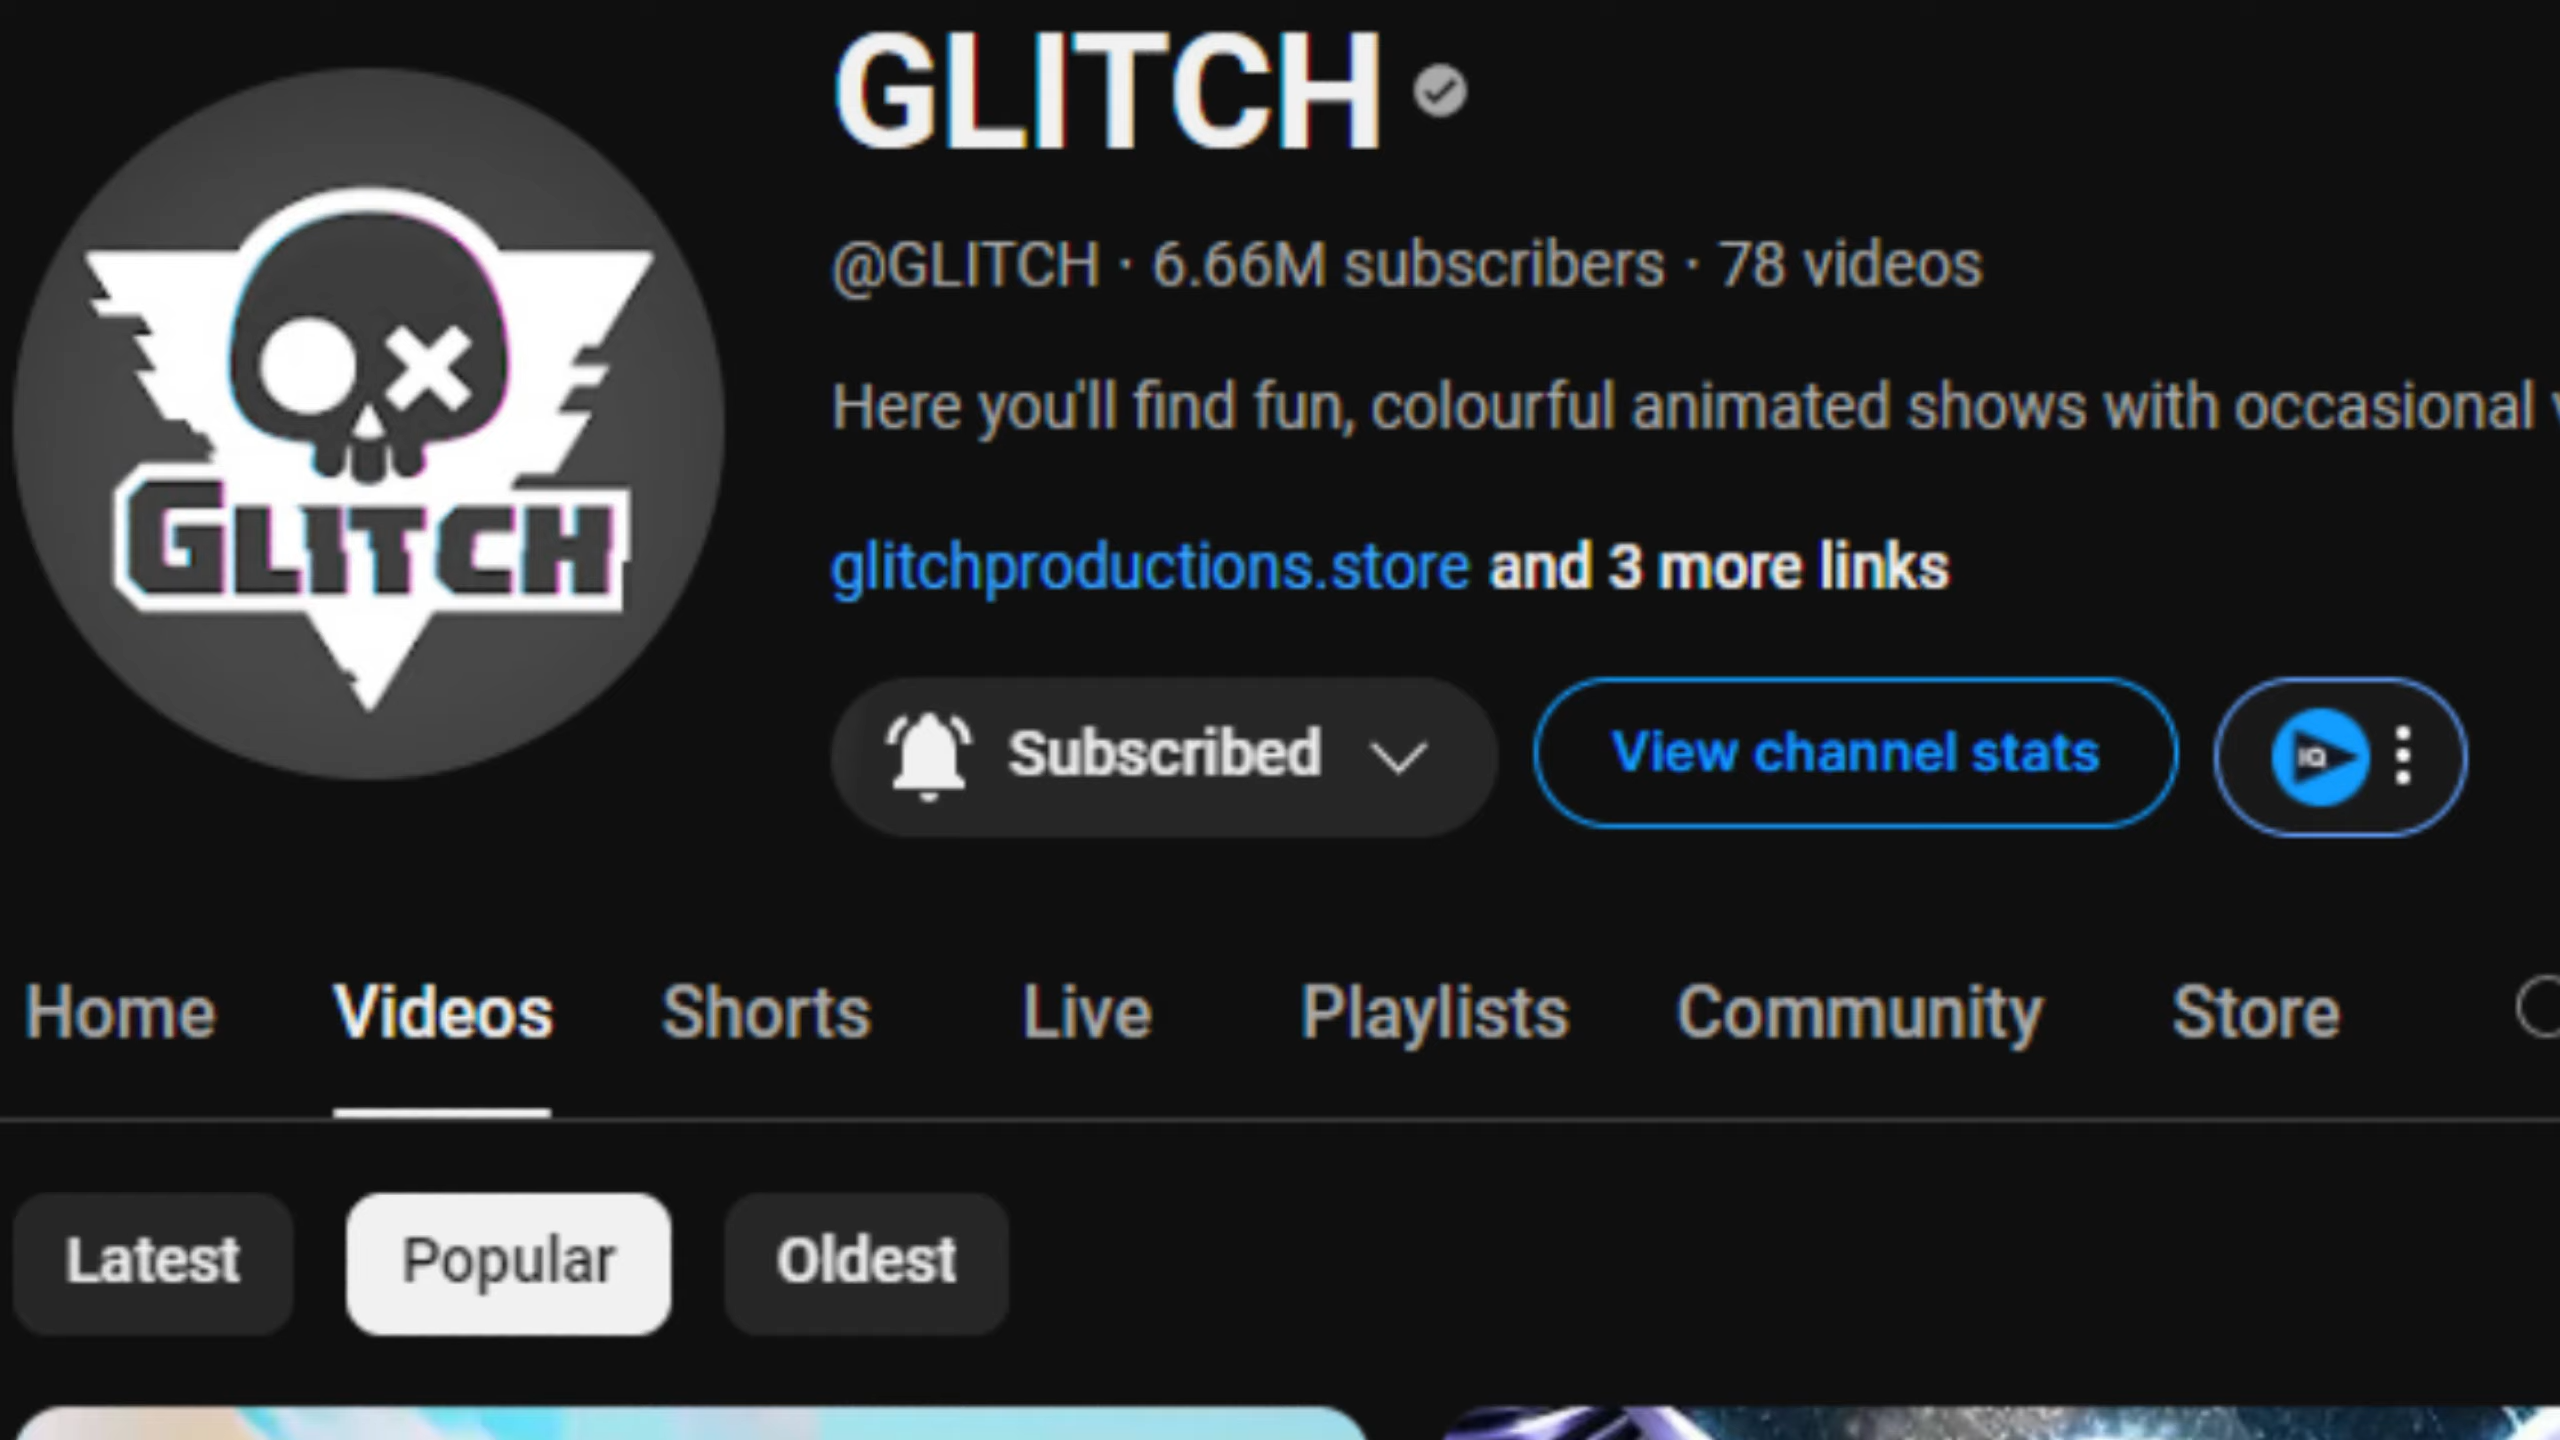 GLITCH
@GLITCH · 6.66M subscribers · 78 videos
Here you'll find fun, colourful animated shows with occasional
GLITCH
glitchproductions.store and 3 more links
Subscribed
View channel stats
IQ
Home Videos Shorts Live Playlists Community Store
Latest Popular Oldest